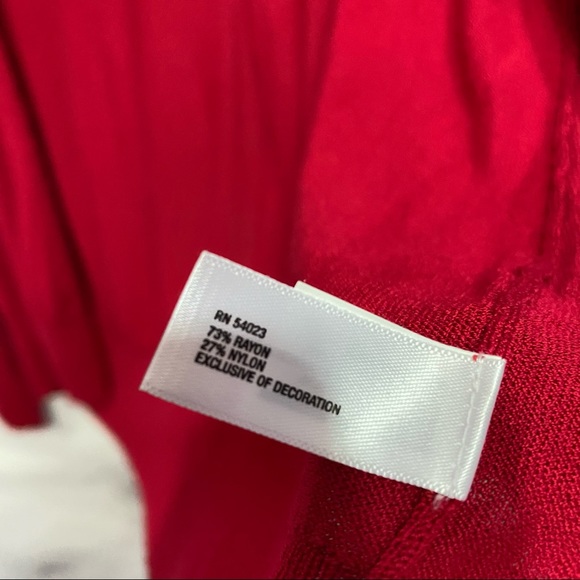 RN 54023
73% RAYON
27% NYLON
EXCLUSIVE OF DECORATION